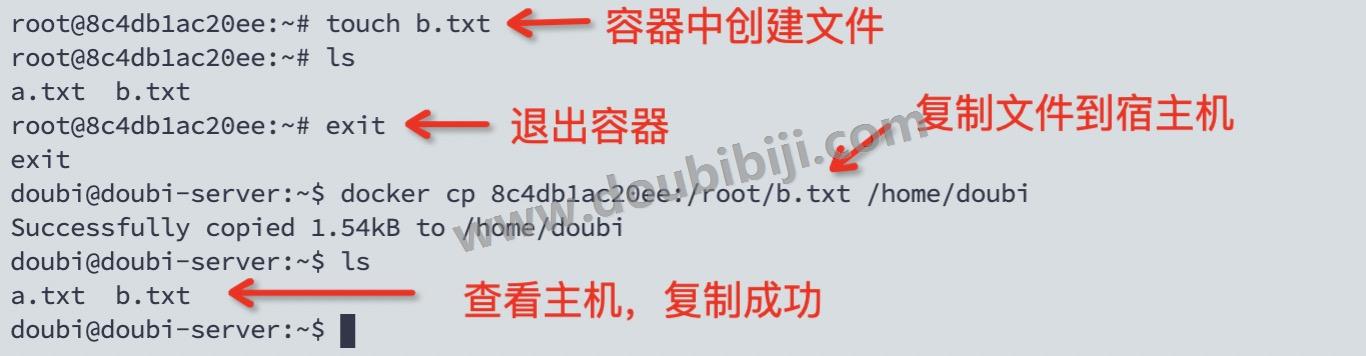 root@8c4db1ac20ee:~# touch b.txt 容器中创建文件
root@8c4db1ac20ee:~# ls
a.txt  b.txt
root@8c4db1ac20ee:~# exit 退出容器 复制文件到宿主机
exit
doubi@doubi-server:~$ docker cp 8c4db1ac20ee:/root/b.txt /home/doubi
Successfully copied 1.54kB to /home/doubi
doubi@doubi-server:~$ ls
a.txt  b.txt 查看主机，复制成功
doubi@doubi-server:~$
www.doubibiji.com